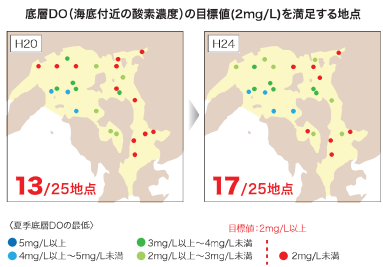 底層DO(海底付近の酸素濃度)の目標値(2mg/L)を満足する地点
H20
13/25地点
H24
17/25地点
〈夏季底層DOの最低〉
目標値:2mg/L以上
5mg/L以上
3mg/L以上〜4mg/L未満
4mg/L以上〜5mg/L未満
2mg/L以上〜3mg/L未満
2mg/L未満